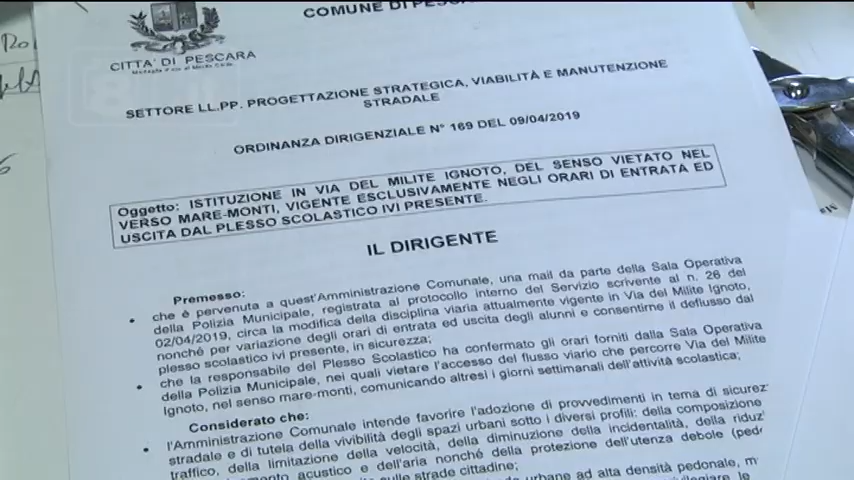 COMUNE DI
CITTA' DI PESCARA
Medaglia d'oro al Merito Civile
SETTORE LL.PP. PROGETTAZIONE STRATEGICA, VIABILITÀ E MANUTENZIONE
STRADALE
ORDINANZA DIRIGENZIALE N° 169 DEL 09/04/2019
Oggetto: ISTITUZIONE IN VIA DEL MILITE IGNOTO, DEL SENSO VIETATO NEL
VERSO MARE-MONTI, VIGENTE ESCLUSIVAMENTE NEGLI ORARI DI ENTRATA ED
USCITA DAL PLESSO SCOLASTICO IVI PRESENTE.
IL DIRIGENTE
Premesso:
• che è pervenuta a quest'Amministrazione Comunale, una mail da parte della Sala Operativa
della Polizia Municipale, registrata al protocollo interno del Servizio scrivente al n. 26 del
02/04/2019, circa la modifica della disciplina viaria attualmente vigente in Via del Milite Ignoto,
nonché per variazione degli orari di entrata ed uscita degli alunni e consentirne il deflusso dal
plesso scolastico ivi presente, in sicurezza;
• che la responsabile del Plesso Scolastico ha confermato gli orari forniti dalla Sala Operativa
della Polizia Municipale, nei quali vietare l'accesso del flusso viario che percorre Via del Milite
Ignoto, nel senso mare-monti, comunicando altresì i giorni settimanali dell'attività scolastica;
Considerato che:
• l'Amministrazione Comunale intende favorire l'adozione di provvedimenti in tema di sicurez
stradale e di tutela della vivibilità degli spazi urbani sotto i diversi profili: della composizione
traffico, della limitazione della velocità, della diminuzione della incidentalità, della riduz
acustico e dell'aria nonché della protezione dell'utenza debole (ped
sulle strade cittadine;
urbane ad alta densità pedonale, m
le